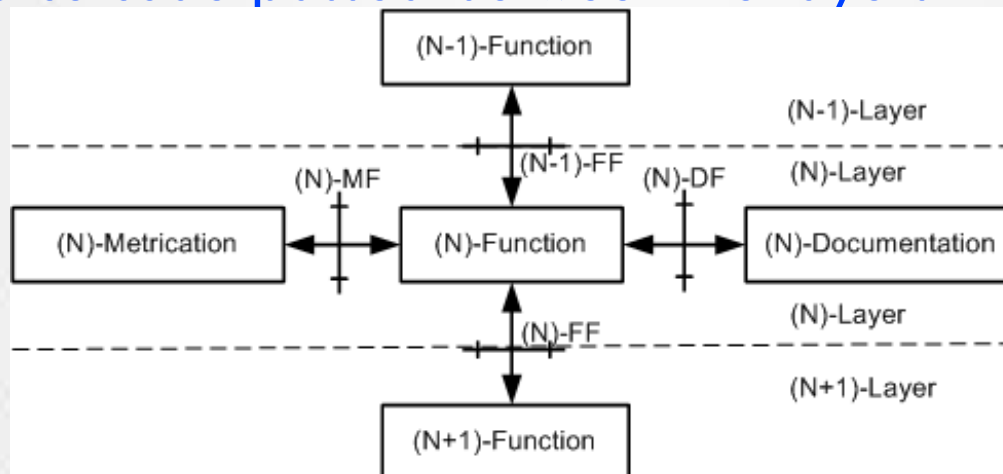 (N-1)-Function
(N-1)-Layer
(N-1)-FF
(N)-Layer
(N)-MF
(N)-DF
(N)-Metrication
(N)-Function
(N)-Documentation
(N)-Layer
(N)-FF
(N+1)-Layer
(N+1)-Function